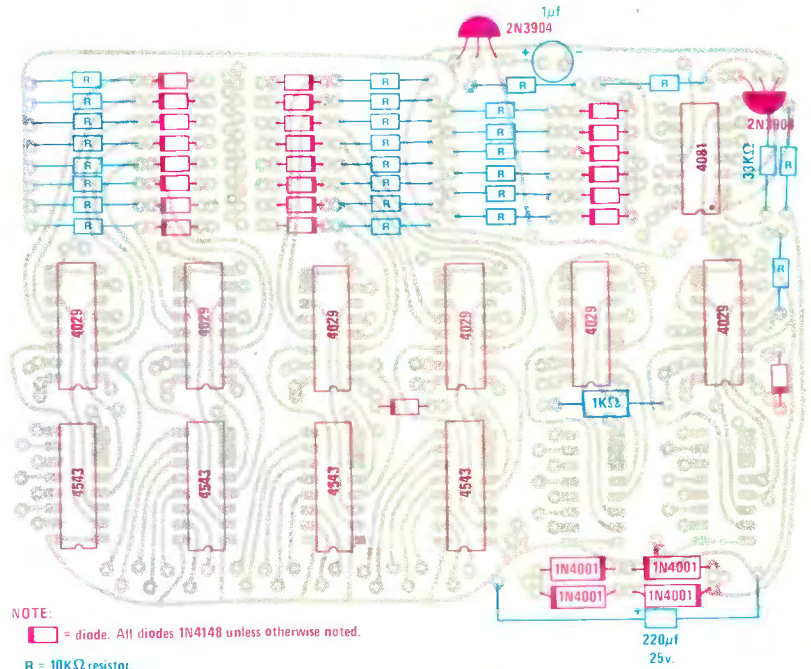 1µf
2N3904
+ −
R R R R
R R R
2N3904
R R R
R R R
4081
33KΩ R
R R R
R R R
R R R
R
4029 4029 4029 4029 4029 4029
1KΩ
4543 4543 4543 4543
1N4001 1N4001
1N4001 1N4001
+
220µf
25v.
NOTE:
= diode. All diodes 1N4148 unless otherwise noted.
R = 10KΩ resistor